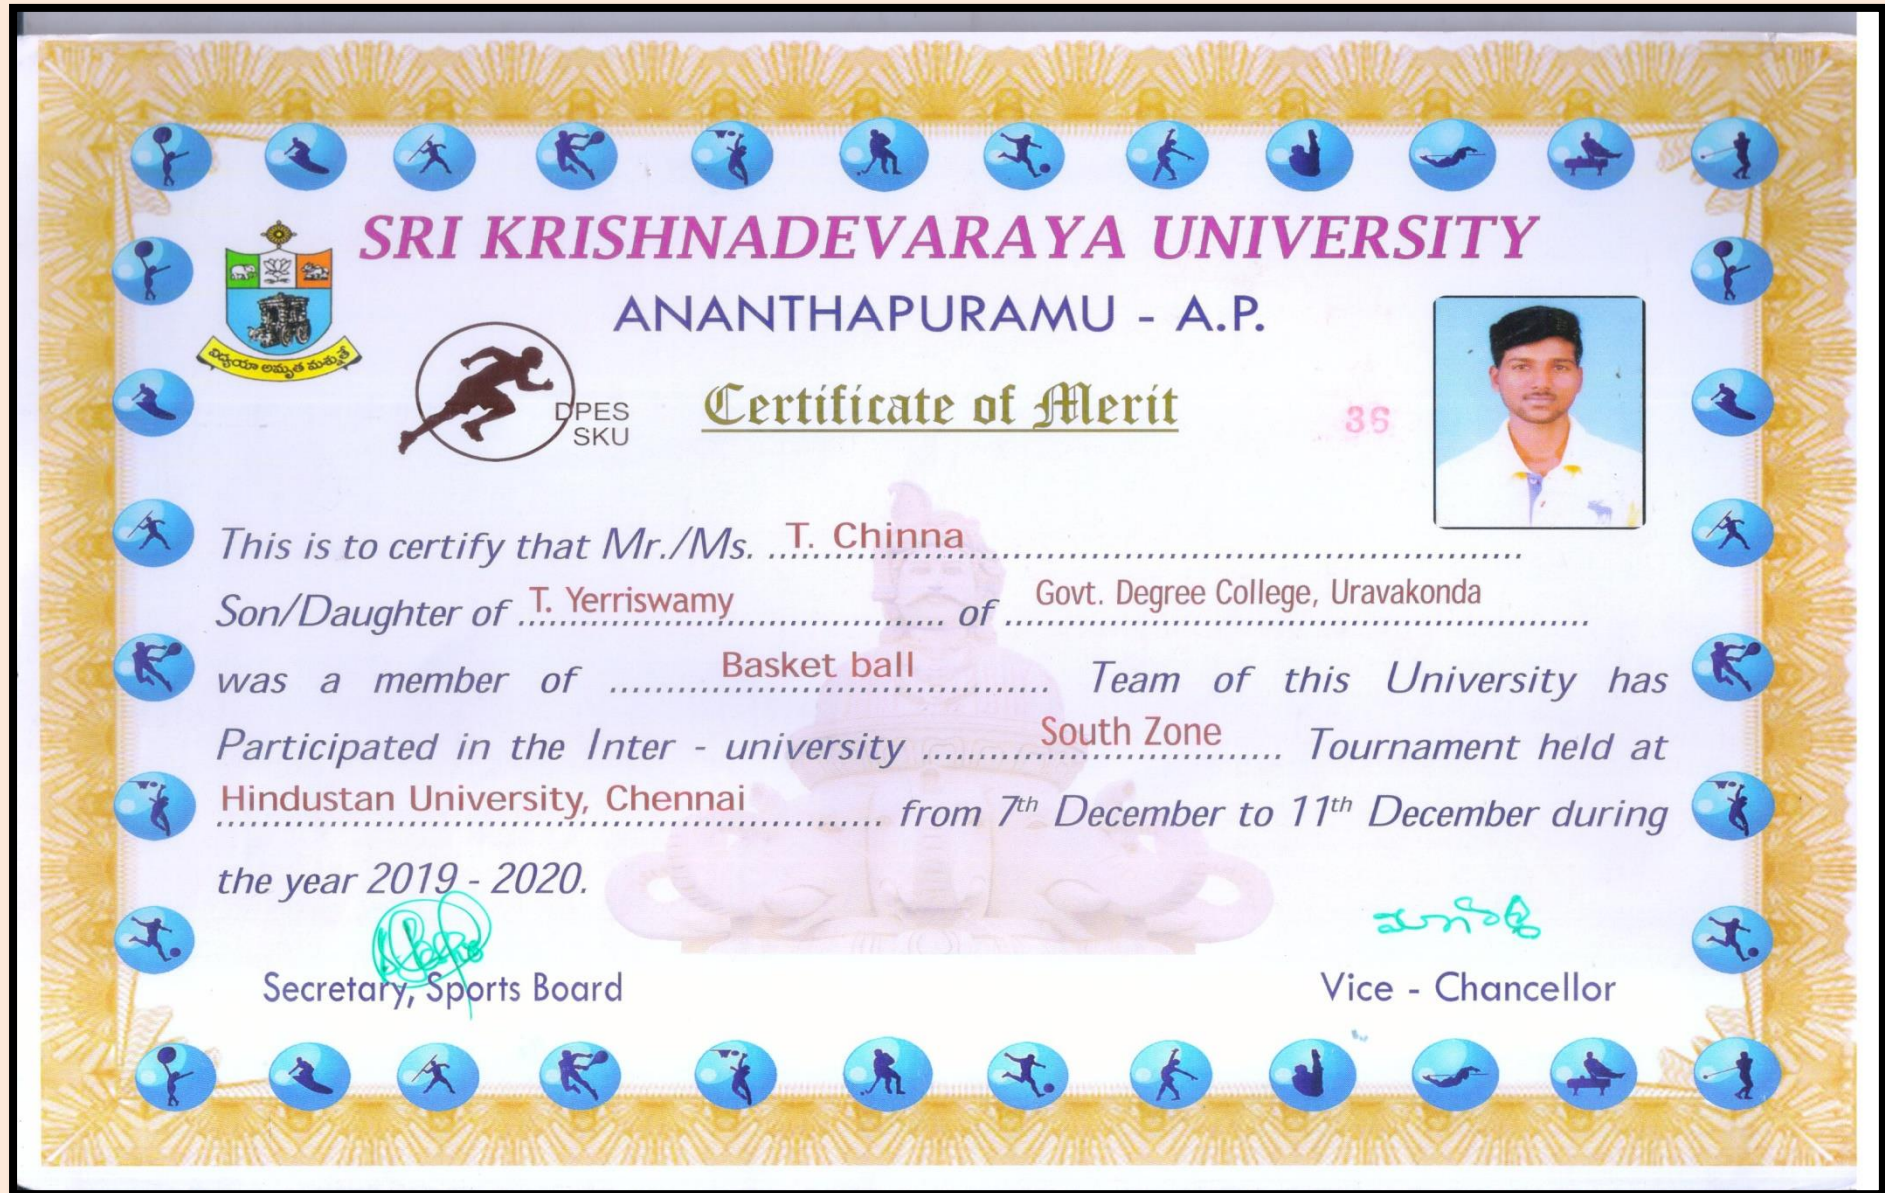 SRI KRISHNADEVARAYA UNIVERSITY
ANANTHAPURAMU - A.P.
విద్యయా అమృత మశ్నుతే
DPES
SKU
Certificate of Merit
36
This is to certify that Mr./Ms. T. Chinna
Son/Daughter of T. Yerriswamy of Govt. Degree College, Uravakonda
was a member of Basket ball Team of this University has
Participated in the Inter - university South Zone Tournament held at
Hindustan University, Chennai from 7th December to 11th December during
the year 2019 - 2020.
Secretary, Sports Board
Vice - Chancellor